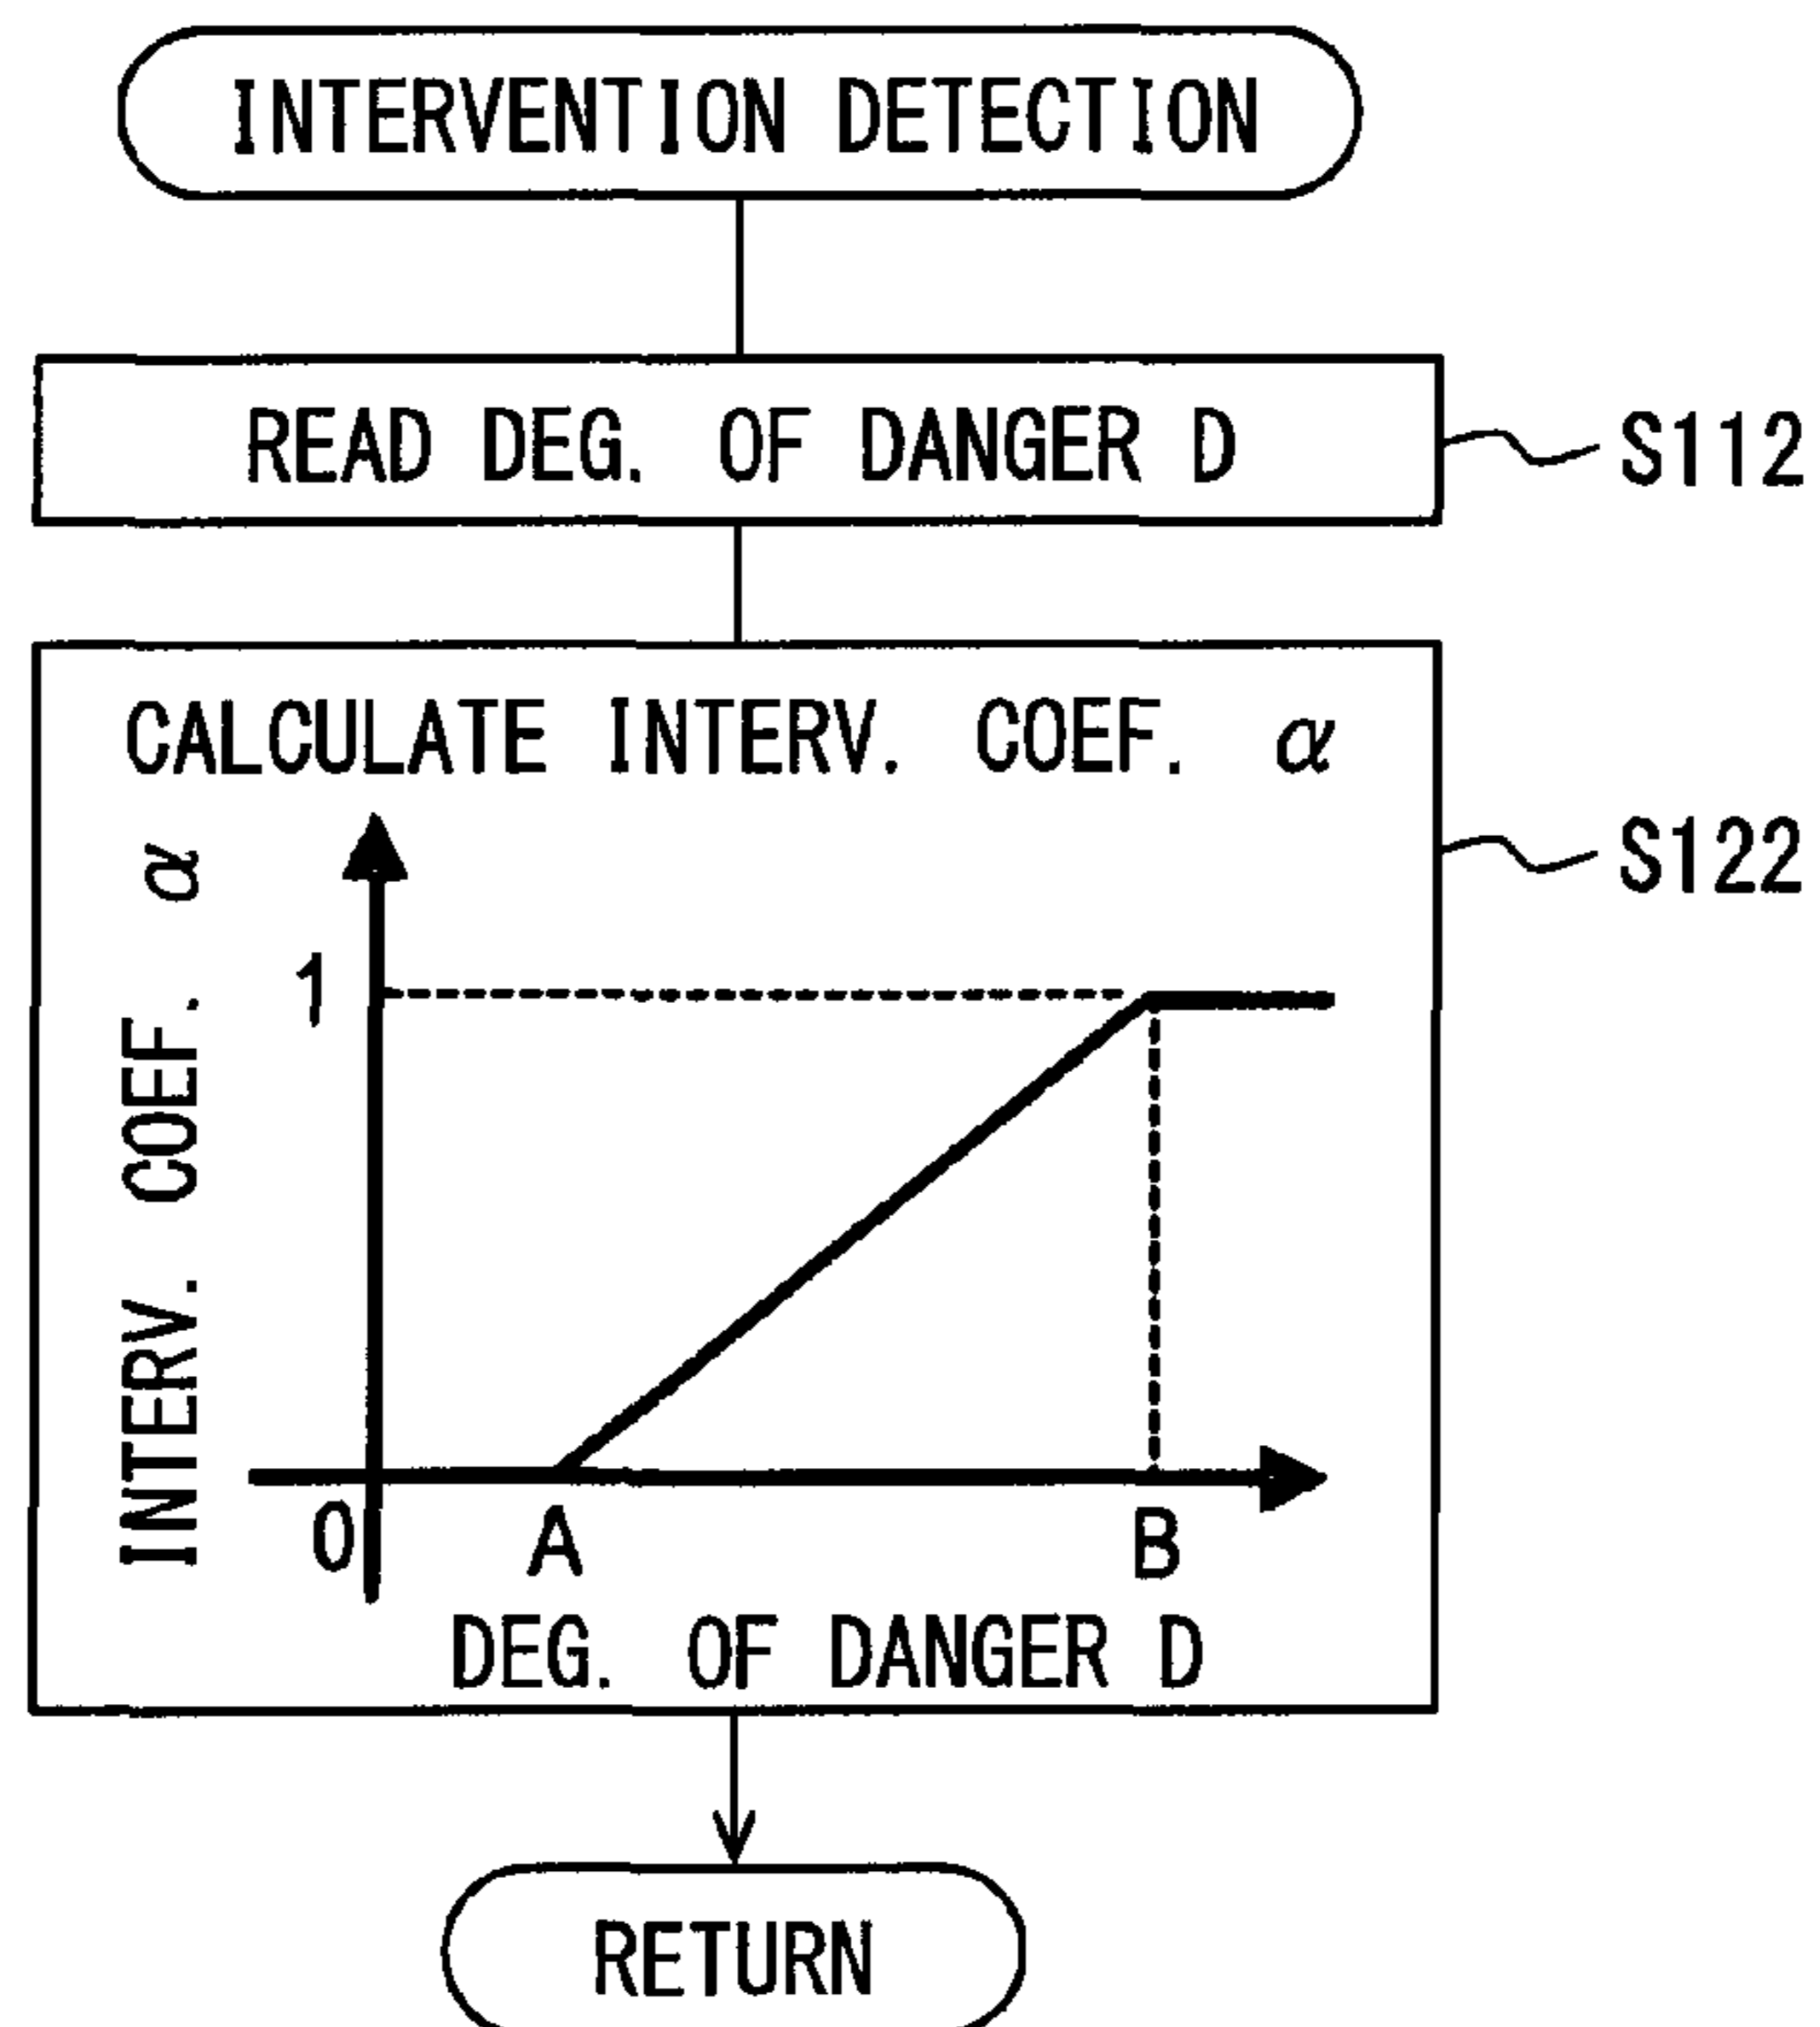 INTERVENTION DETECTION
READ DEG. OF DANGER D
S112
CALCULATE INTERV. COEF. α
S122
INTERV. COEF. α
1
0
A
B
DEG. OF DANGER D
RETURN